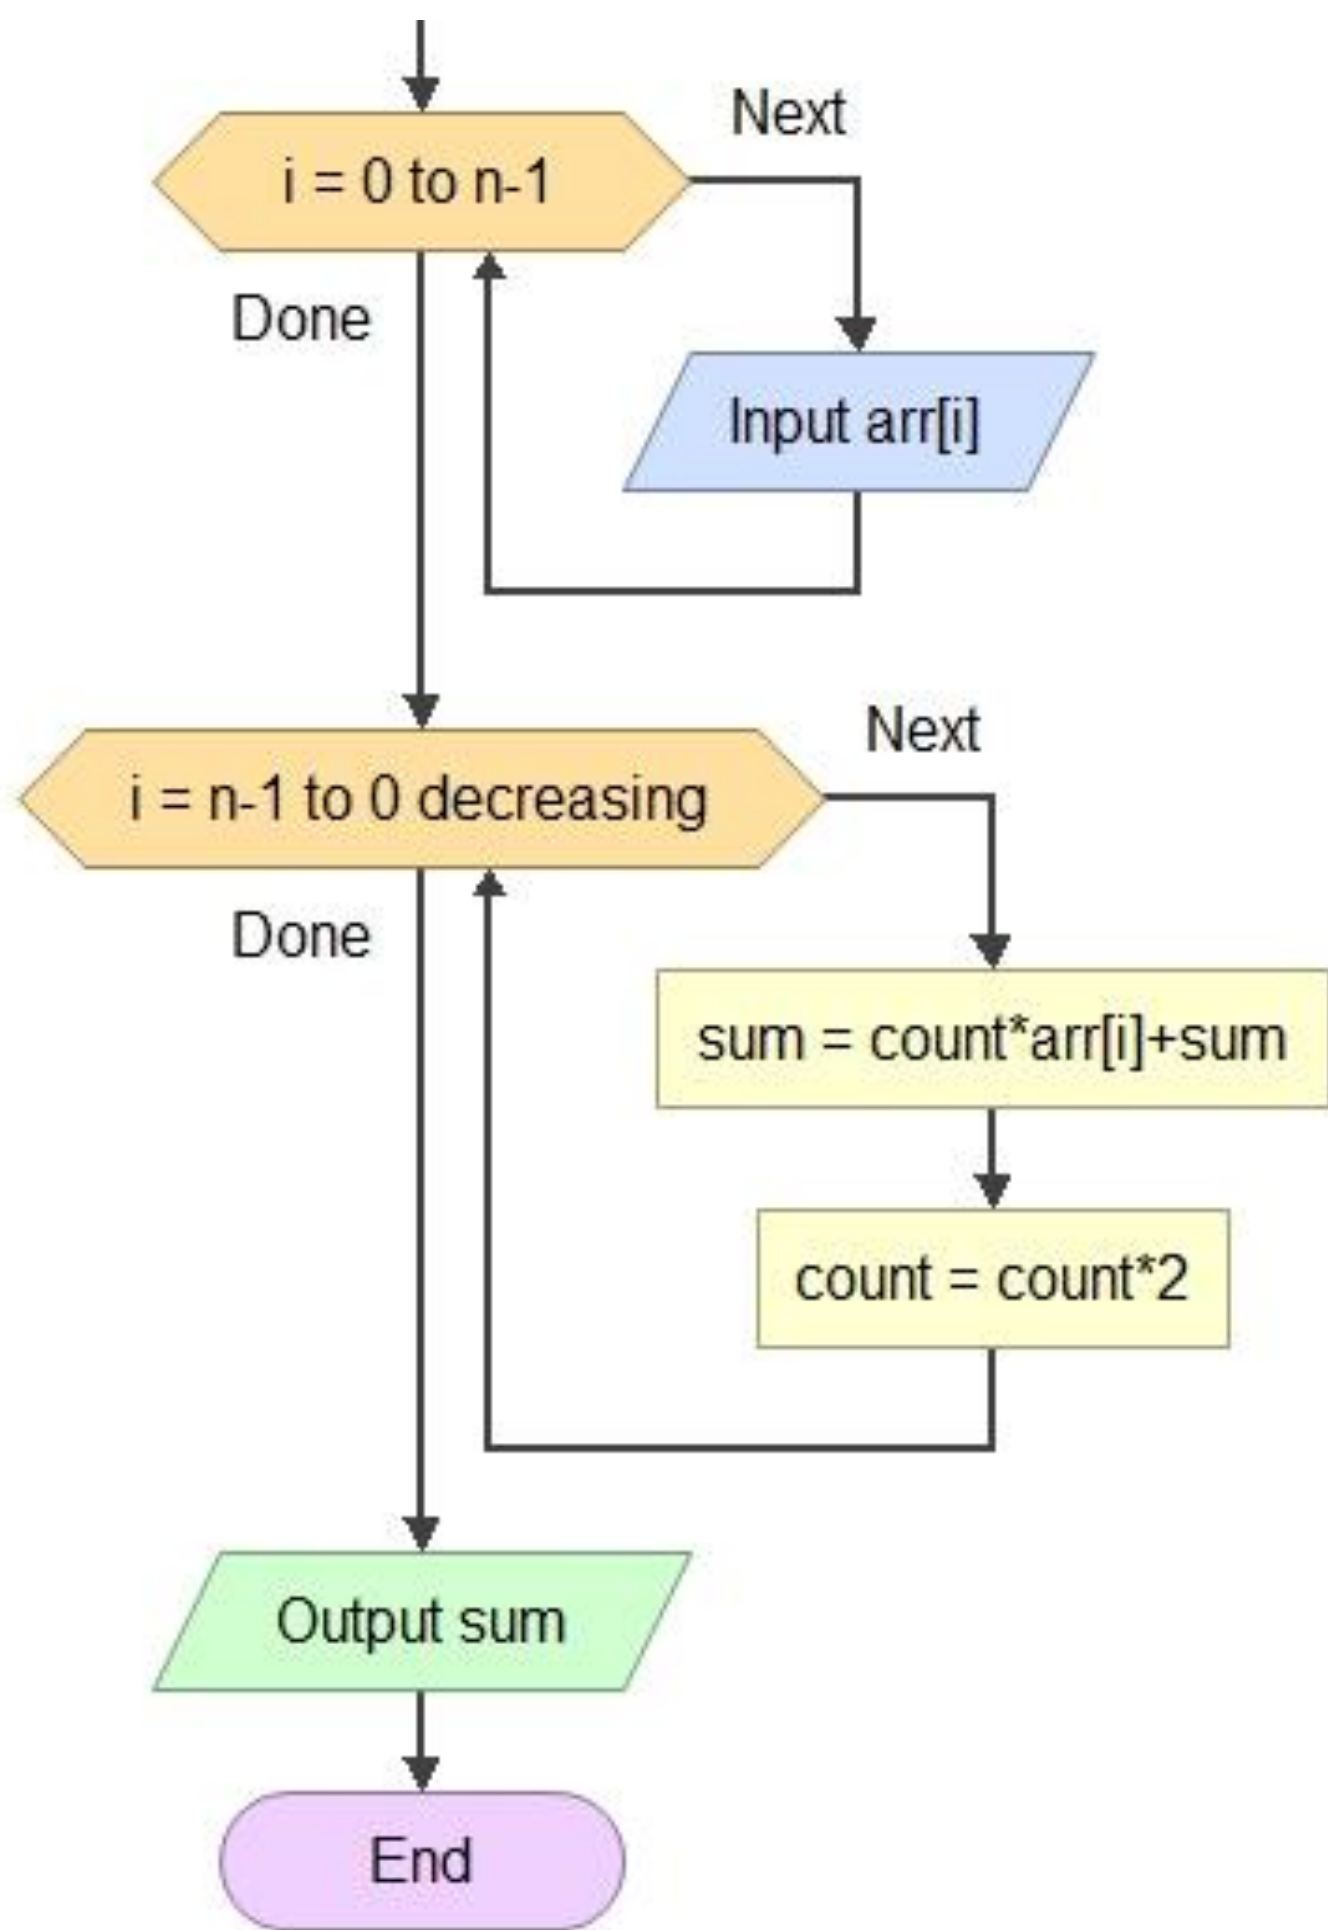 Next
i = 0 to n-1
Done
Input arr[i]
Next
i = n-1 to 0 decreasing
Done
sum = count*arr[i]+sum
count = count*2
Output sum
End